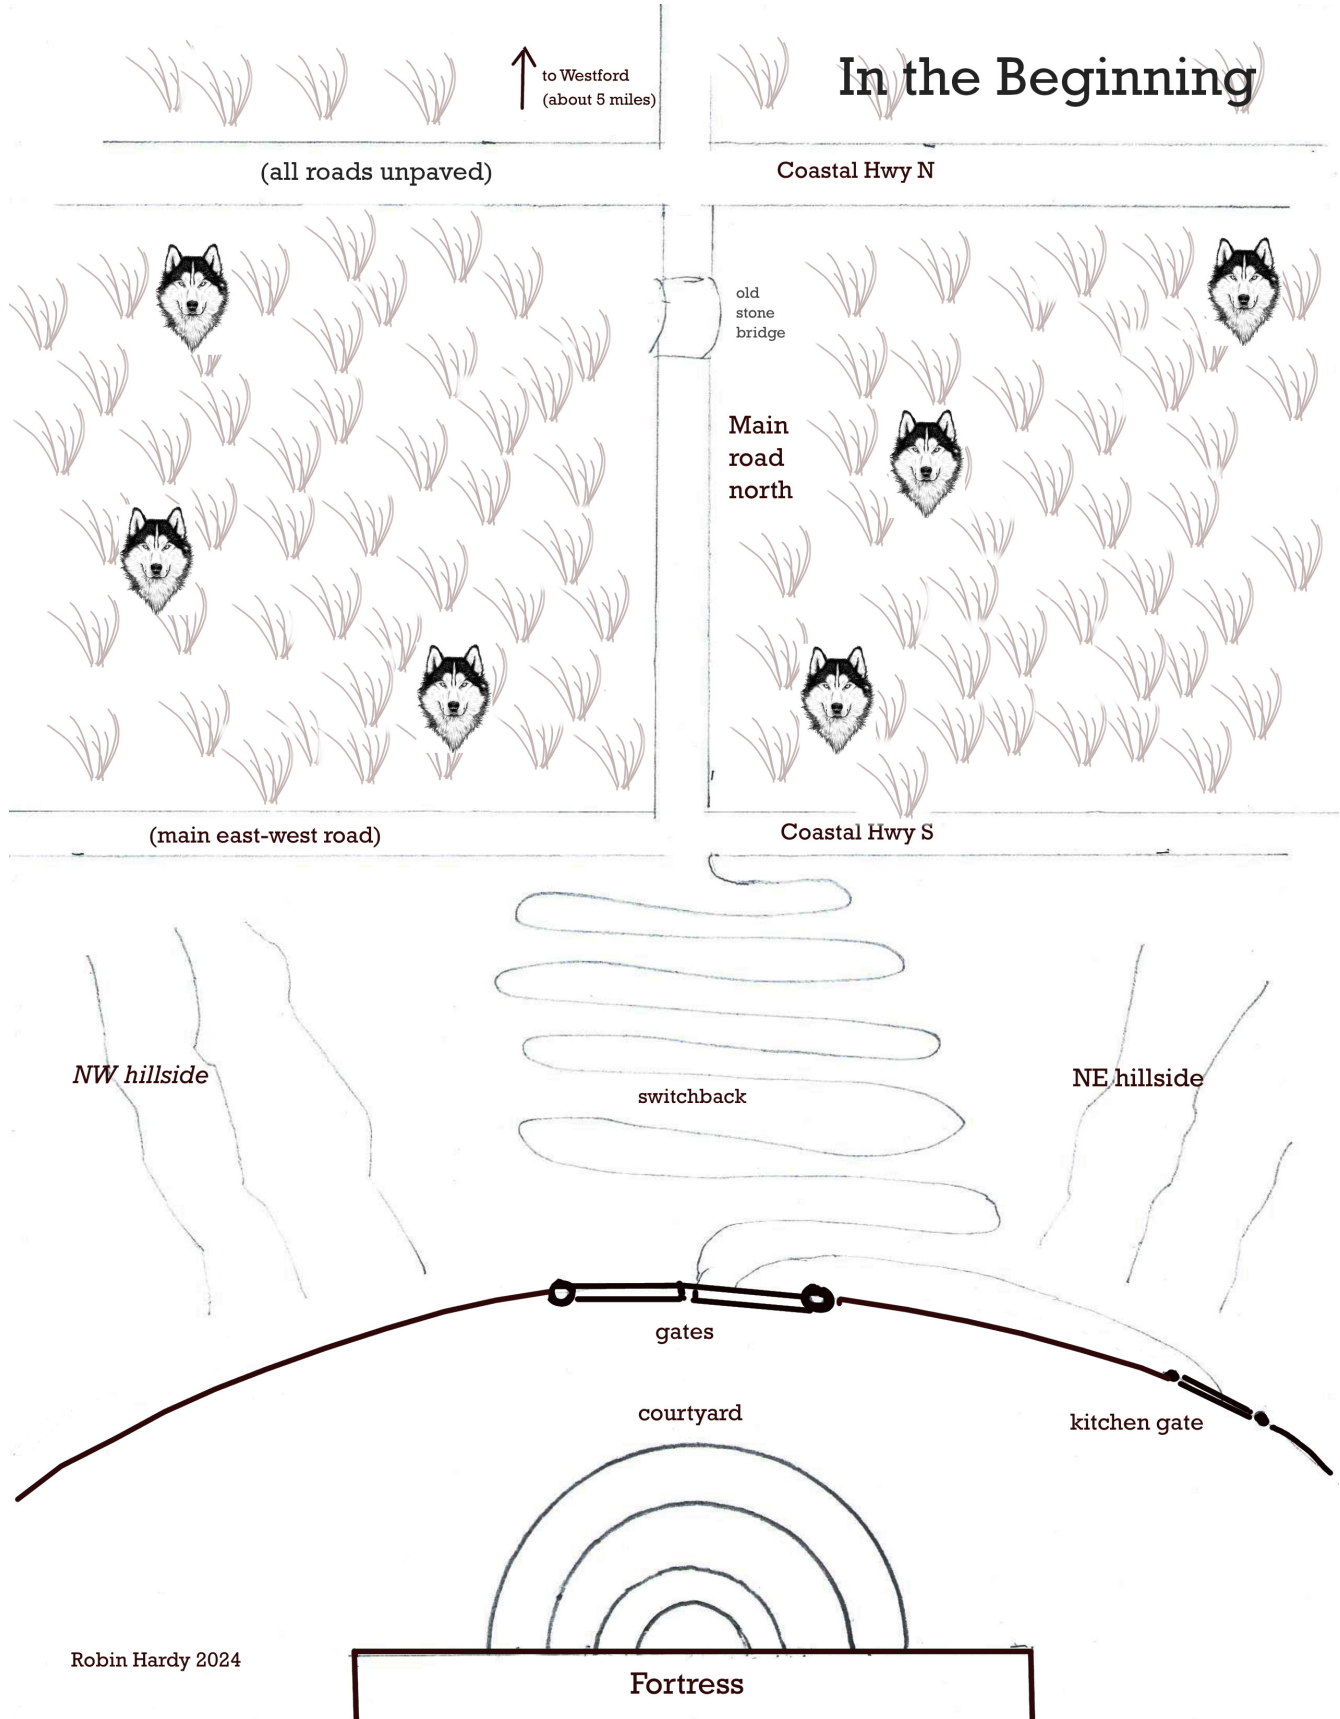 In the Beginning
to Westford
(about 5 miles)
(all roads unpaved)
Coastal Hwy N
old
stone
bridge
Main
road
north
(main east-west road)
Coastal Hwy S
NW hillside
NE hillside
switchback
gates
courtyard
kitchen gate
Robin Hardy 2024
Fortress